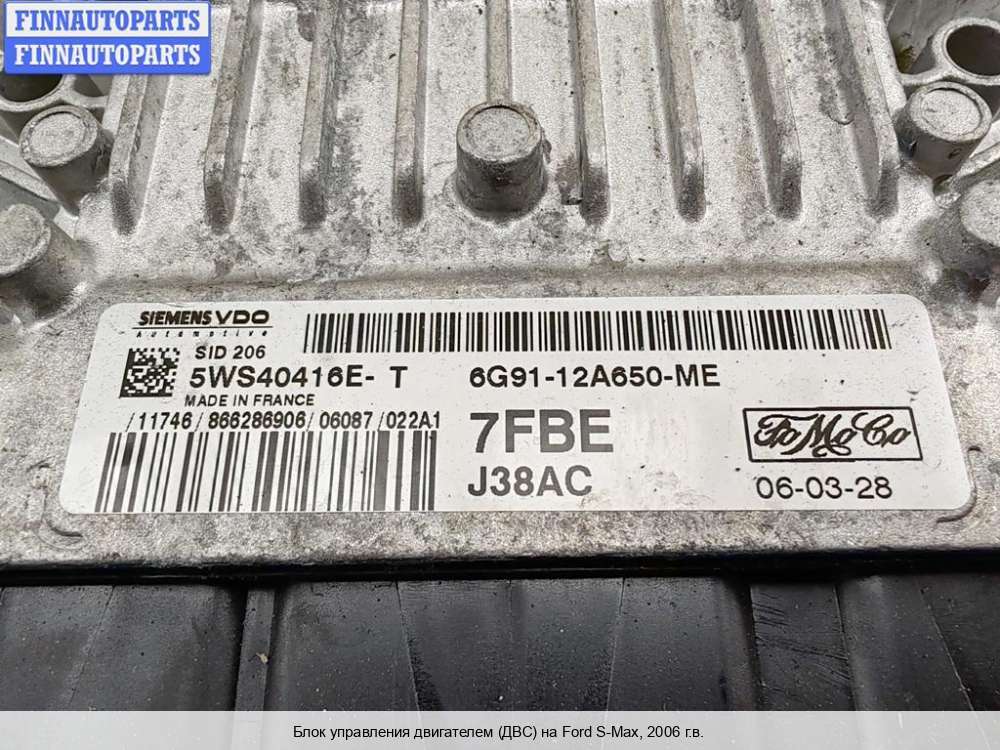 FINNAUTOPARTS
FINNAUTOPARTS
SIEMENS VDO
Automotive
SID 206
5WS40416E- T 6G91-12A650-ME
MADE IN FRANCE
/11746/866286906/06087/022A1
7FBE
J38AC
FoMoCo
06-03-28
Блок управления двигателем (ДВС) на Ford S-Max, 2006 г.в.